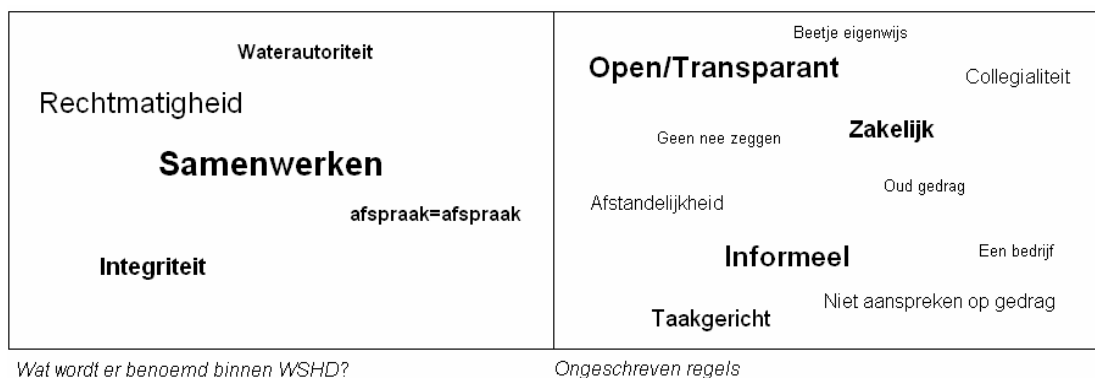 Waterautoriteit
Rechtmatigheid
Samenwerken
afspraak=afspraak
Integriteit
Wat wordt er benoemd binnen WSHD?
Beetje eigenwijs
Open/Transparant
Collegialiteit
Zakelijk
Geen nee zeggen
Oud gedrag
Afstandelijkheid
Informeel
Een bedrijf
Niet aanspreken op gedrag
Taakgericht
Ongeschreven regels